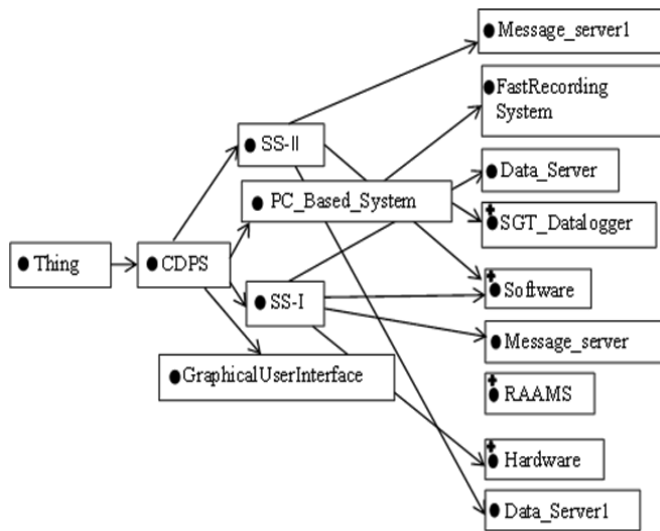 Message_server1
FastRecording
System
SS-II
Data_Server
PC_Based_System
SGT_Datalogger
Thing
CDPS
Software
SS-I
Message_server
GraphicalUserInterface
RAAMS
Hardware
Data_Server1